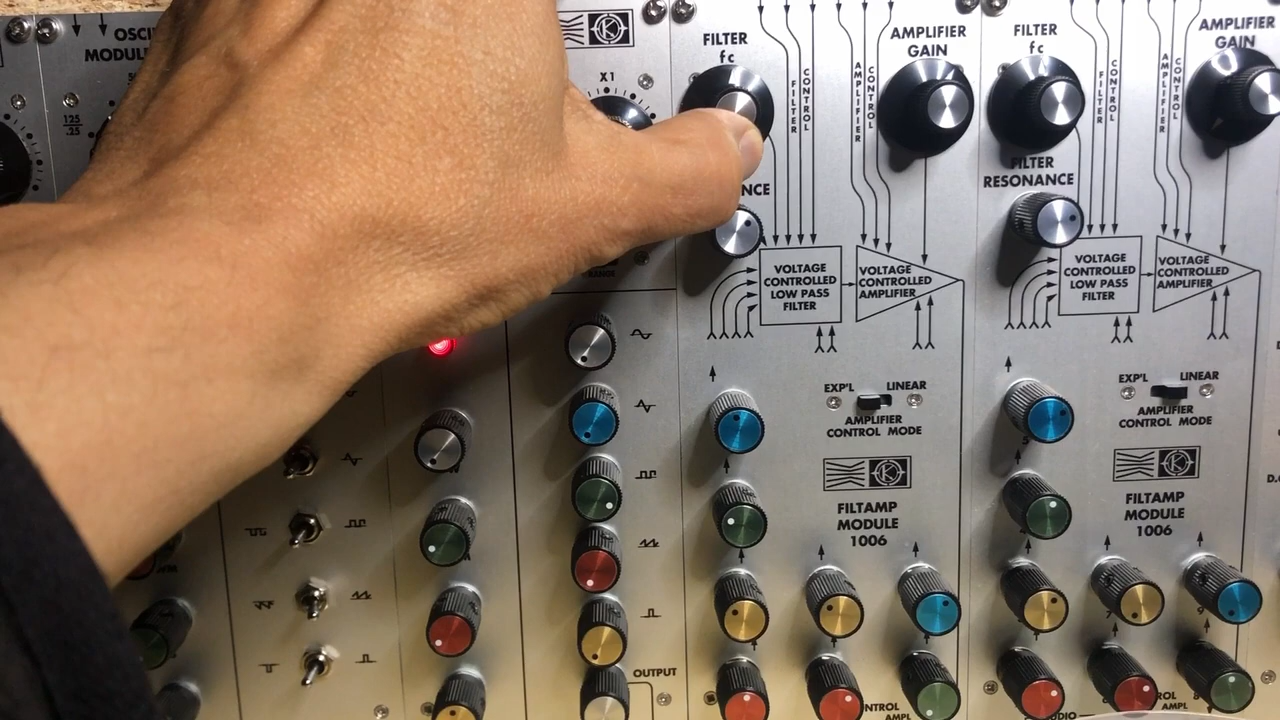 X1
125
.25
OUTPUT
FILTER
fc
FILTER
CONTROL
AMPLIFIER
CONTROL
AMPLIFIER
GAIN
VOLTAGE
CONTROLLED
LOW PASS
FILTER
VOLTAGE
CONTROLLED
AMPLIFIER
EXP'L
LINEAR
AMPLIFIER
CONTROL MODE
FILTAMP
MODULE
1006
AMPL
FILTER
fc
FILTER
RESONANCE
FILTER
CONTROL
AMPLIFIER
CONTROL
AMPLIFIER
GAIN
VOLTAGE
CONTROLLED
LOW PASS
FILTER
VOLTAGE
CONTROLLED
AMPLIFIER
EXP'L
LINEAR
AMPLIFIER
CONTROL MODE
FILTAMP
MODULE
1006
AMPL